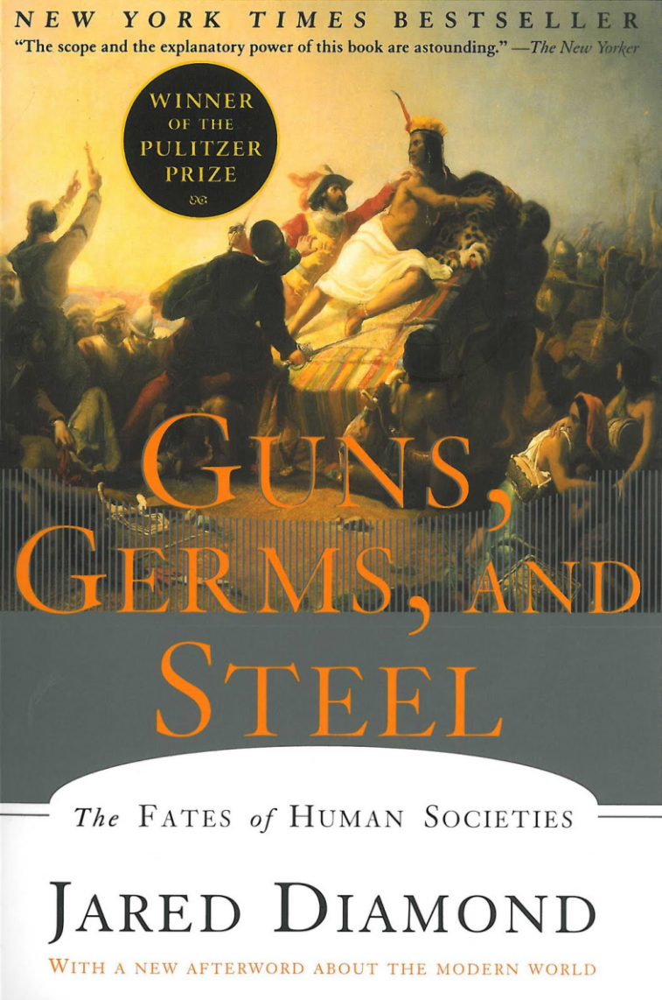 NEW YORK TIMES BESTSELLER
“The scope and the explanatory power of this book are astounding.” —The New Yorker
WINNER
OF THE
PULITZER
PRIZE
GUNS,
GERMS, AND
STEEL
The FATES of HUMAN SOCIETIES
JARED DIAMOND
WITH A NEW AFTERWORD ABOUT THE MODERN WORLD